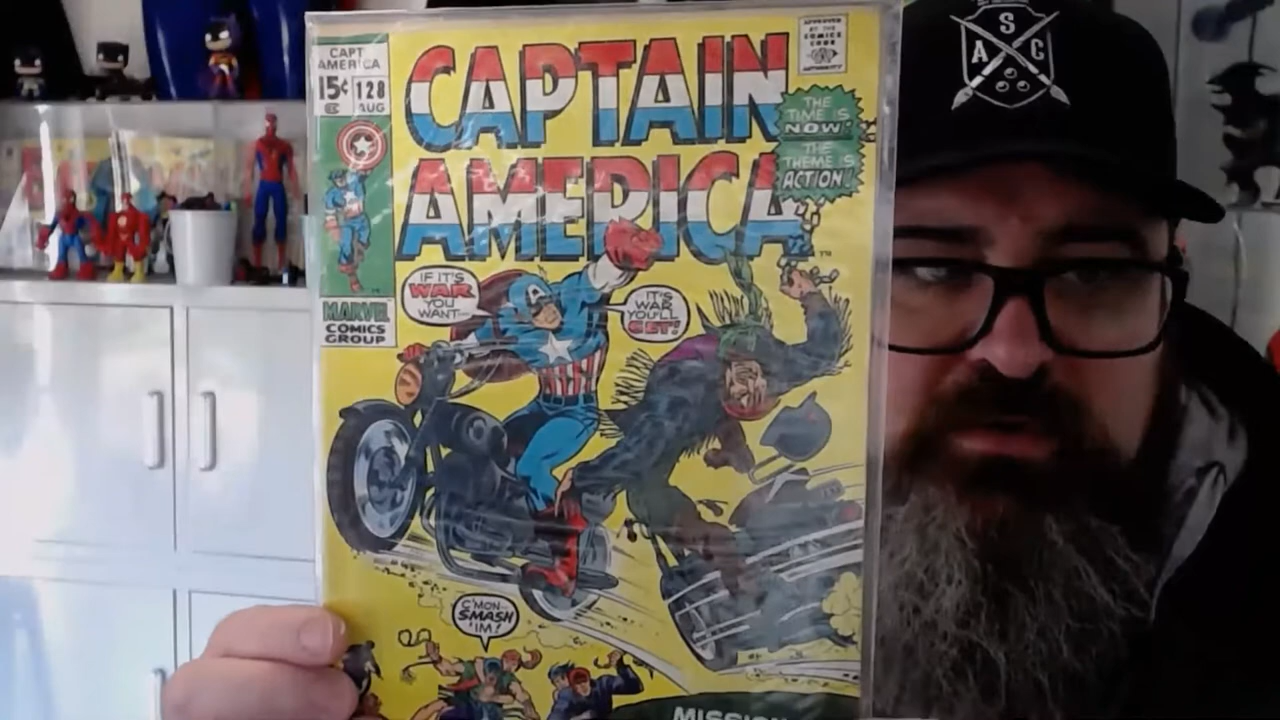 CAPT
AMERICA
15¢
128
AUG
MARVEL
COMICS
GROUP
CAPTAIN
AMERICA
TM
APPROVED
BY THE
COMICS
CODE
AUTHORITY
THE
TIME IS
NOW!
THE
THEME IS
ACTION!
IF IT'S
WAR
YOU
WANT--
IT'S
WAR
YOU'LL
GET!
C'MON--
SMASH
'IM!
MISSION
A S C